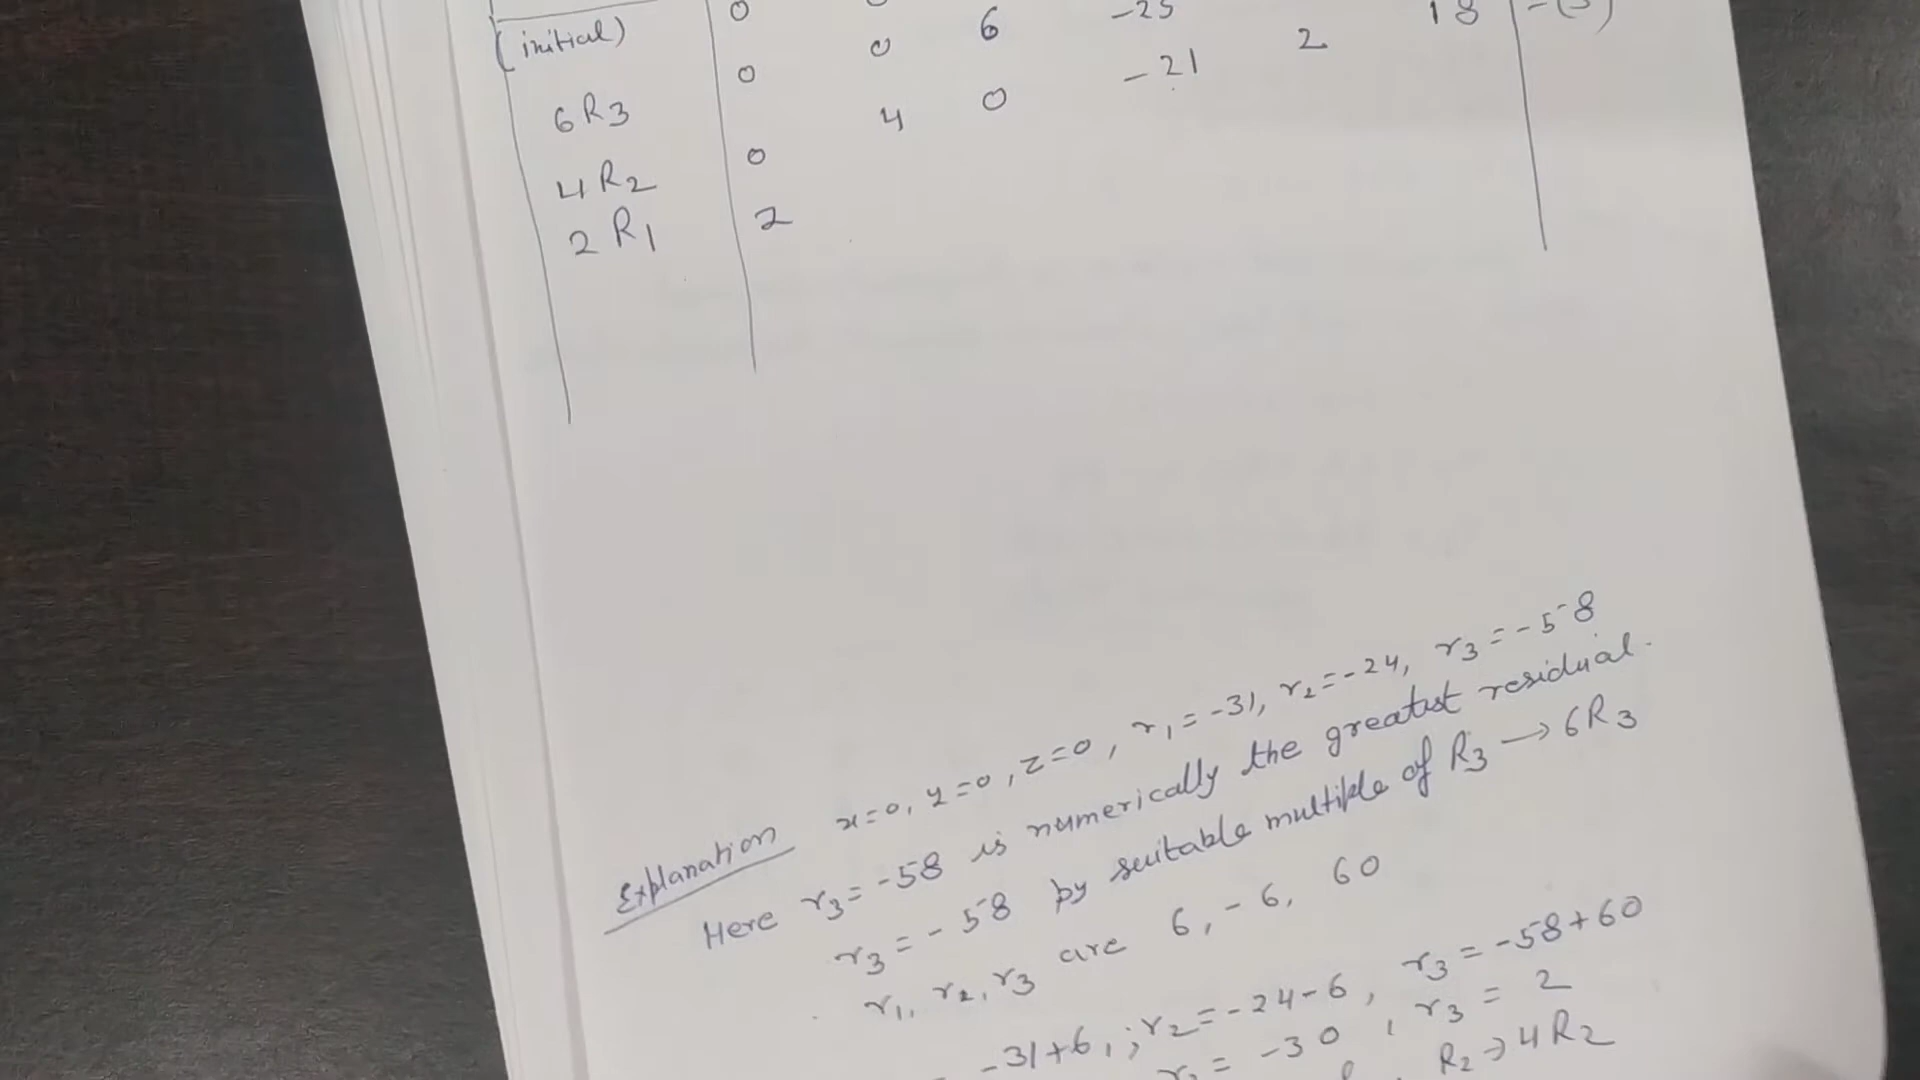 (initial) 0 0 6 -25 18 -(3)
6R3 0 0 6 -25
4R2 0 4 0 -21 2
2R1 2
Explanation x=0, y=0, z=0, r1=-31, r2=-24, r3=-58
Here r3=-58 is numerically the greatest residual.
r3=-58 by suitable multiple of R3→6R3
r1, r2, r3 are 6, -6, 60
-31+6, ; r2=-24-6, r3=-58+60
= -30, r3=2
R2→4R2